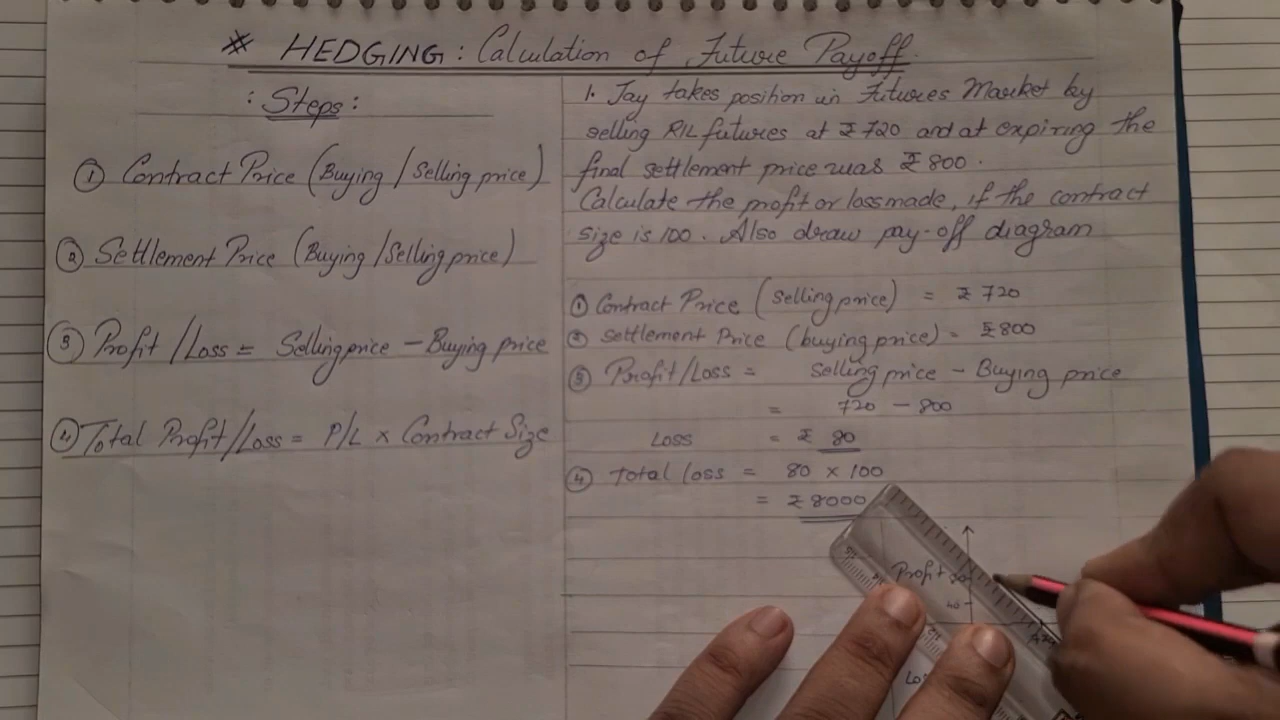 * HEDGING: Calculation of Future Payoff.
: Steps :
① Contract Price (Buying / Selling price)
② Settlement Price (Buying /Selling price)
③ Profit /Loss = Selling price - Buying price
④ Total Profit/Loss = P/L x Contract Size
1. Jay takes position in Futures Market by
selling RIL futures at ₹ 720 and at expiring the
final settlement price was ₹ 800.
Calculate the profit or loss made, if the contract
size is 100. Also draw pay-off diagram
① Contract Price (Selling price) = ₹ 720
② Settlement Price (buying price) = ₹ 800
③ Profit/Loss = Selling price - Buying price
= 720 - 800
Loss = ₹ 80
④ Total loss = 80 x 100
= ₹ 8000
Profit
40